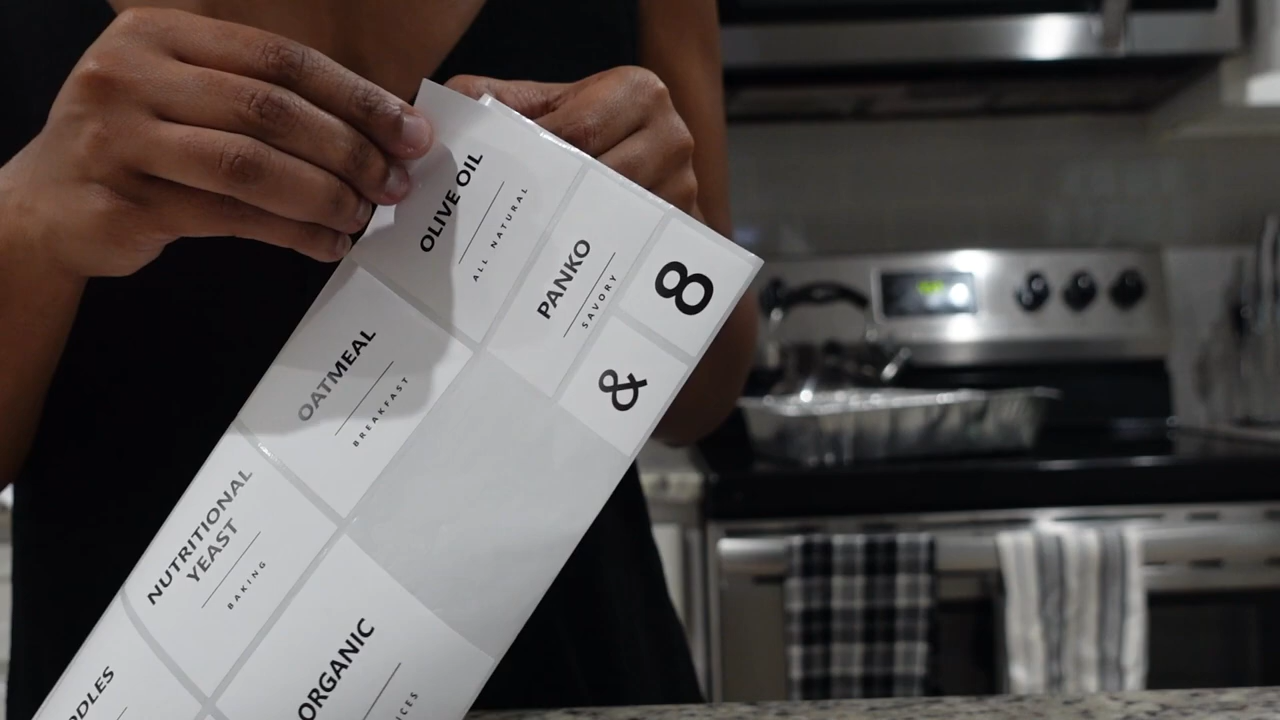 OLIVE OIL
ALL NATURAL
PANKO
SAVORY
8
&
OATMEAL
BREAKFAST
NUTRITIONAL
YEAST
BAKING
ORGANIC